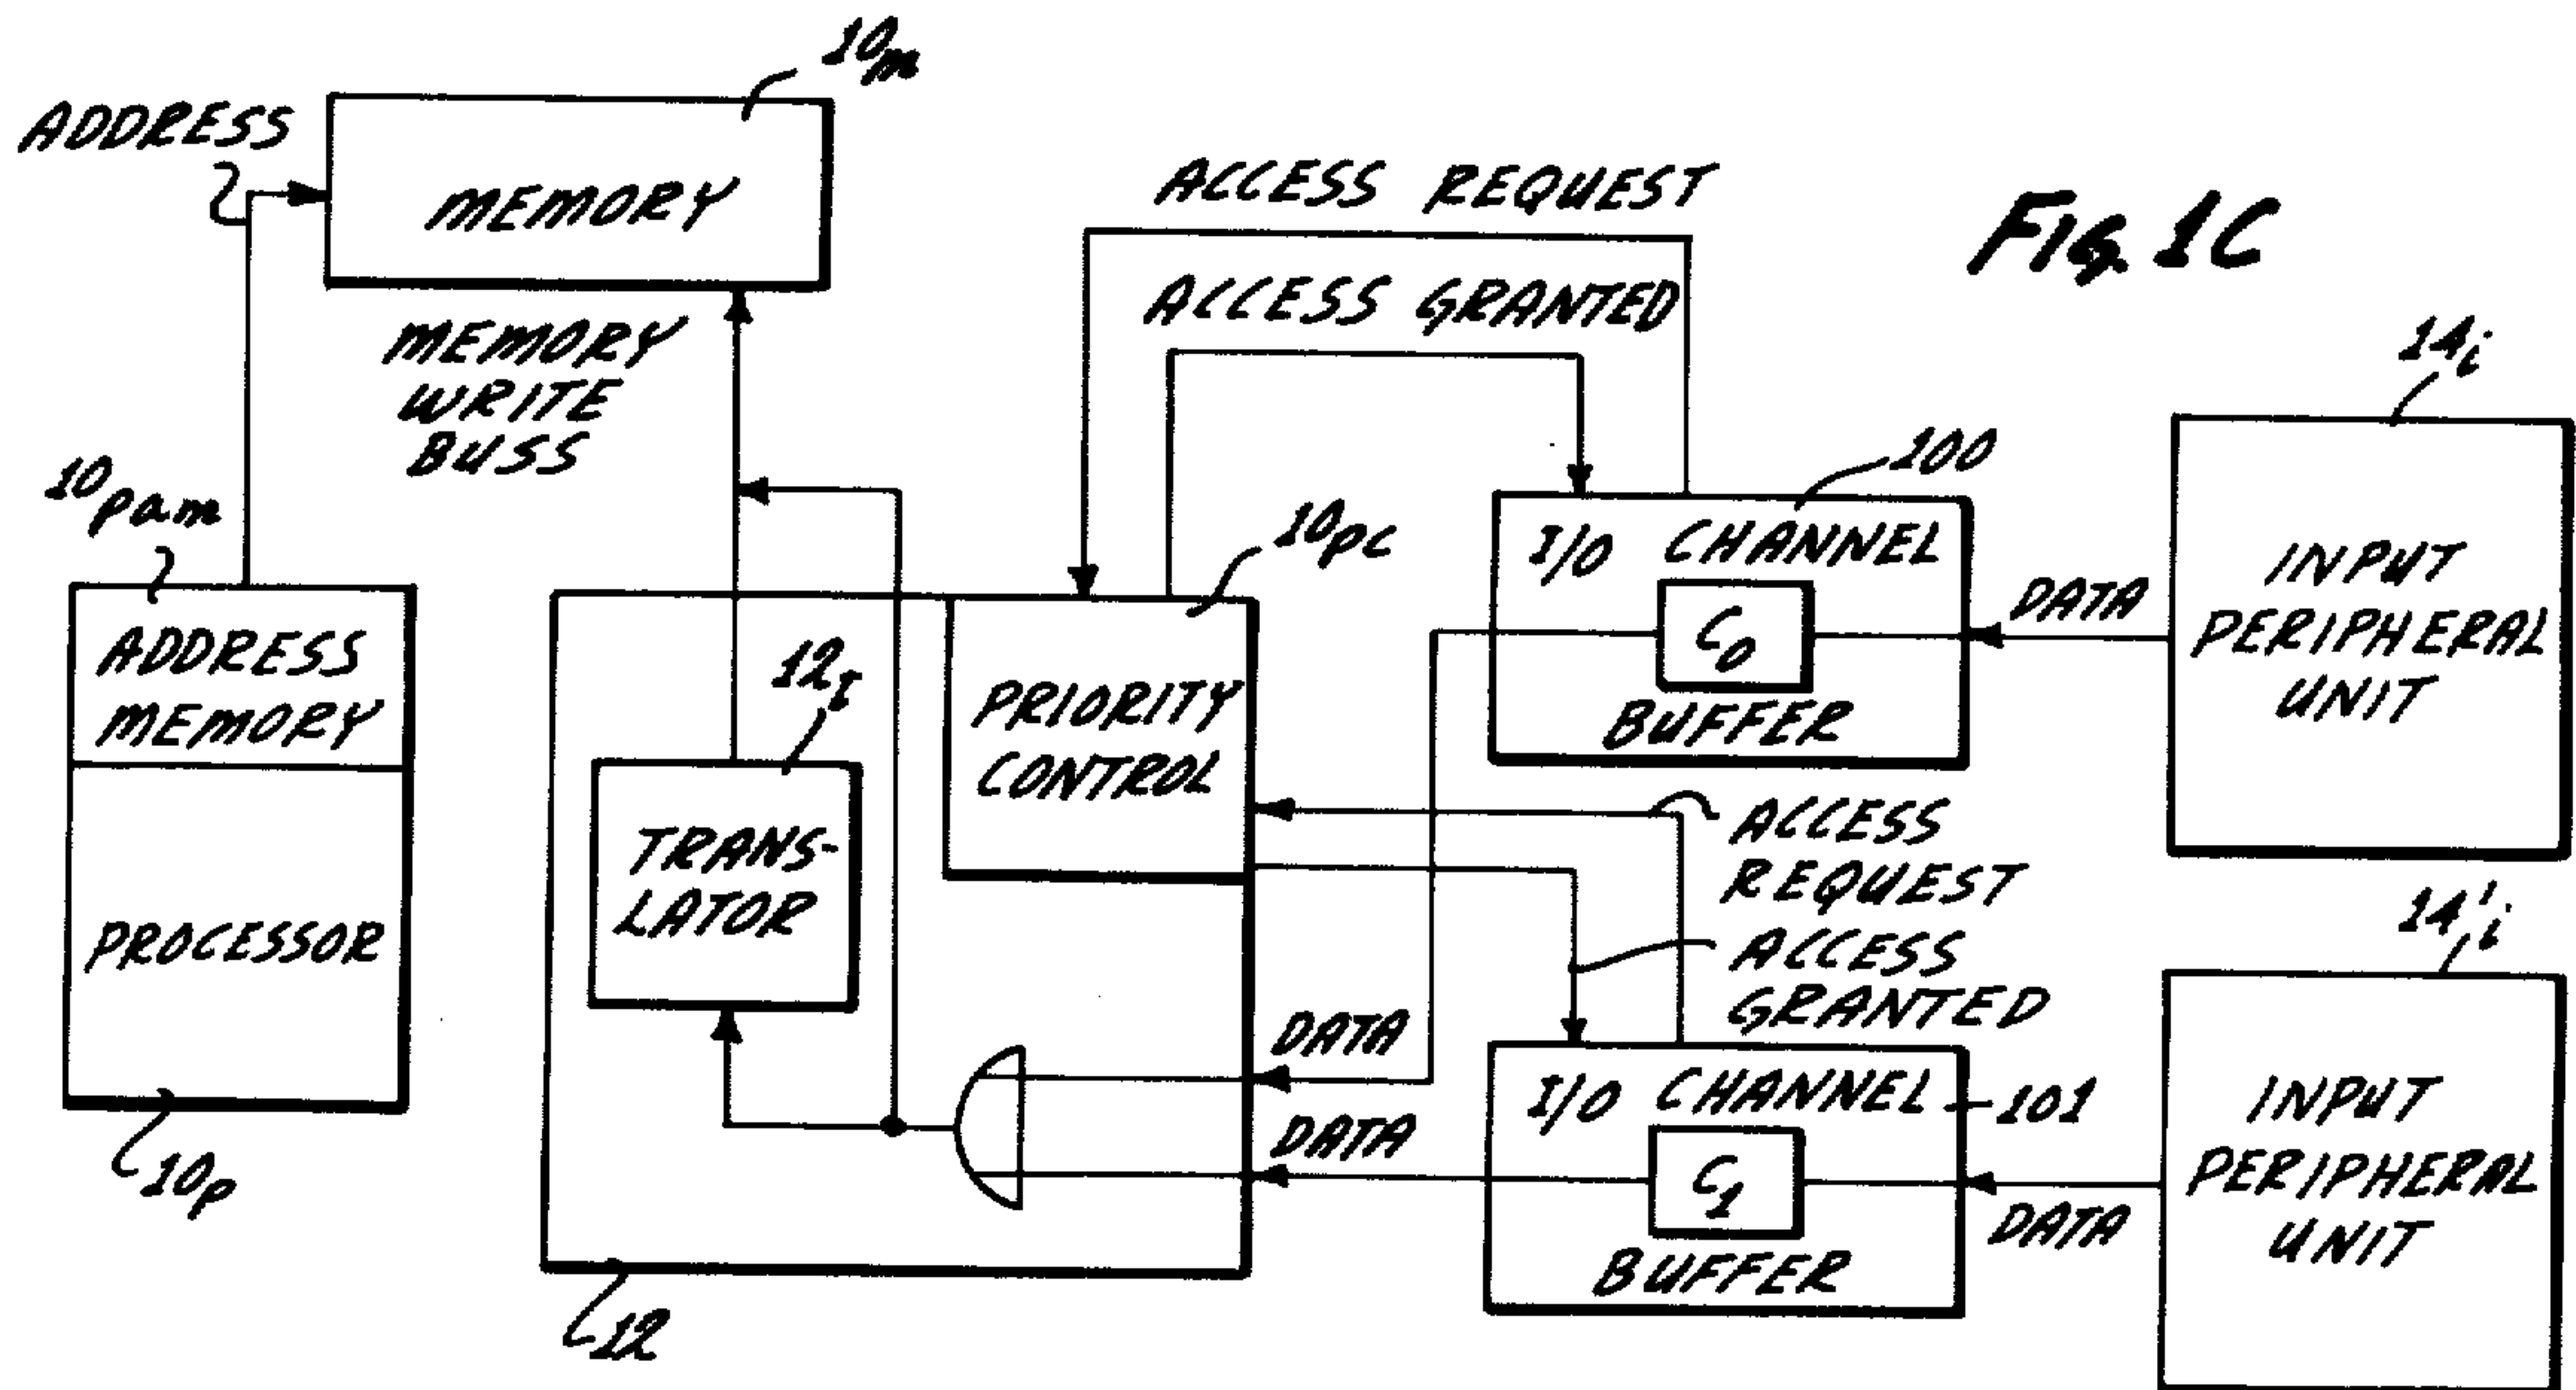 10m
ADDRESS
MEMORY
ACCESS REQUEST
Fig. 1C
ACCESS GRANTED
MEMORY
WRITE
BUSS
14i
100
10pam
10pc
I/O CHANNEL
C0
BUFFER
DATA
INPUT
PERIPHERAL
UNIT
ADDRESS
MEMORY
12I
PRIORITY
CONTROL
TRANS-
LATOR
PROCESSOR
ACCESS
REQUEST
ACCESS
GRANTED
14'i
DATA
DATA
I/O CHANNEL
101
C1
BUFFER
DATA
INPUT
PERIPHERAL
UNIT
10p
12